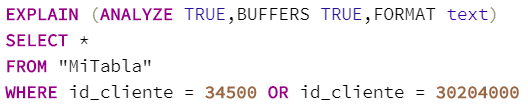 EXPLAIN (ANALYZE TRUE,BUFFERS TRUE,FORMAT text)
SELECT *
FROM "MiTabla"
WHERE id_cliente = 34500 OR id_cliente = 30204000